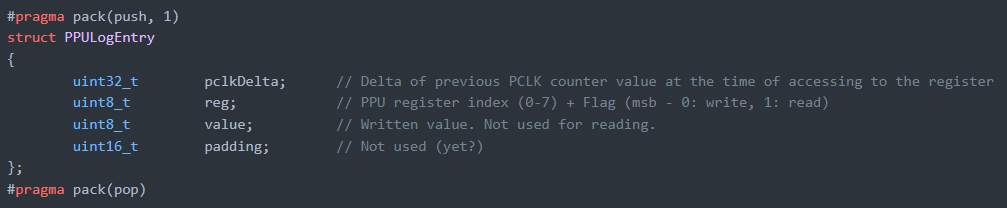 #pragma pack(push, 1)
struct PPULogEntry
{
uint32_t pclkDelta; // Delta of previous PCLK counter value at the time of accessing to the register
uint8_t reg; // PPU register index (0-7) + Flag (msb - 0: write, 1: read)
uint8_t value; // Written value. Not used for reading.
uint16_t padding; // Not used (yet?)
};
#pragma pack(pop)